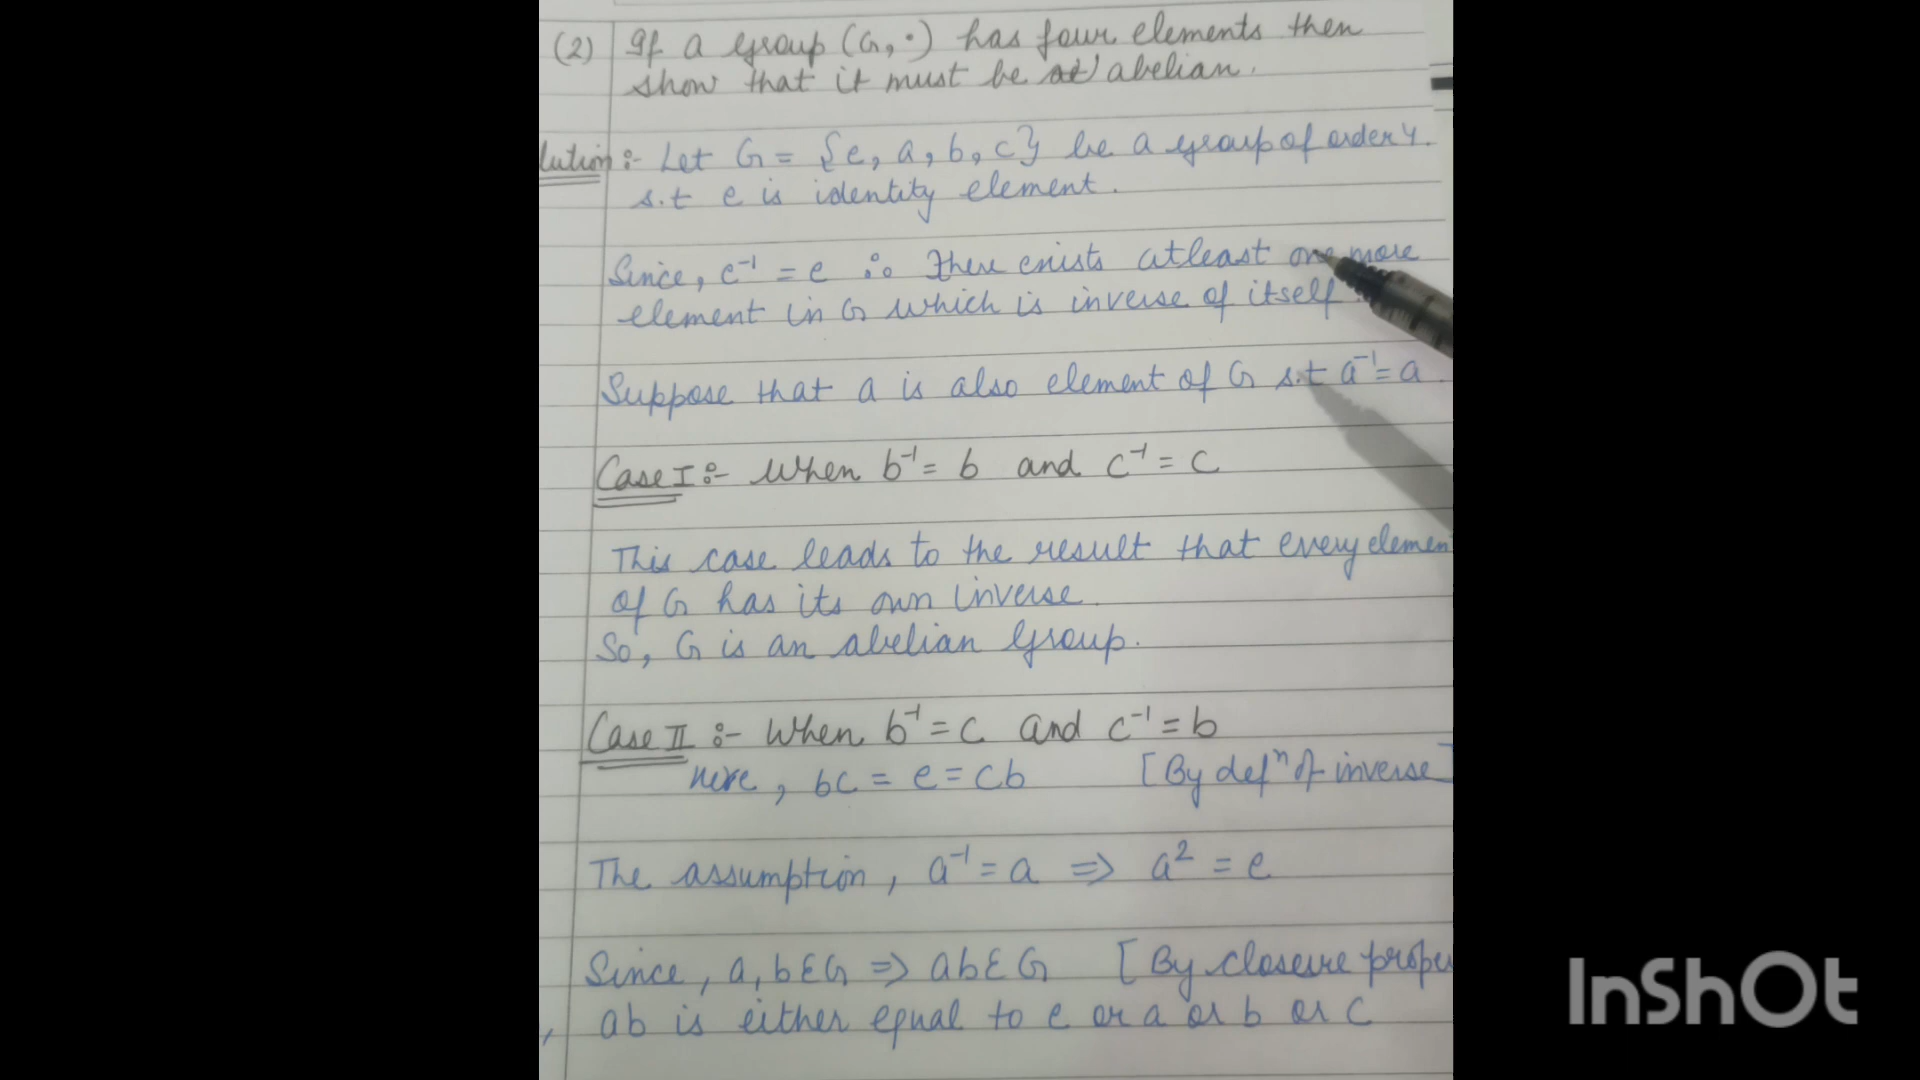 (2) If a group (G, ·) has four elements then
show that it must be abelian.
lution :- Let G = {e, a, b, c} be a group of order 4.
s.t e is identity element.
Since, e⁻¹ = e ∴ There exists atleast one more
element in G which is inverse of itself.
Suppose that a is also element of G s.t a⁻¹ = a.
Case I :- When b⁻¹ = b and c⁻¹ = c
This case leads to the result that every elemen
of G has its own inverse.
So, G is an abelian Group.
Case II :- When b⁻¹ = c and c⁻¹ = b
here, bc = e = cb [By defⁿ of inverse]
The assumption, a⁻¹ = a ⇒ a² = e
Since, a, b ∈ G ⇒ ab ∈ G [By closure prope
ab is either equal to e or a or b or c
InShOt